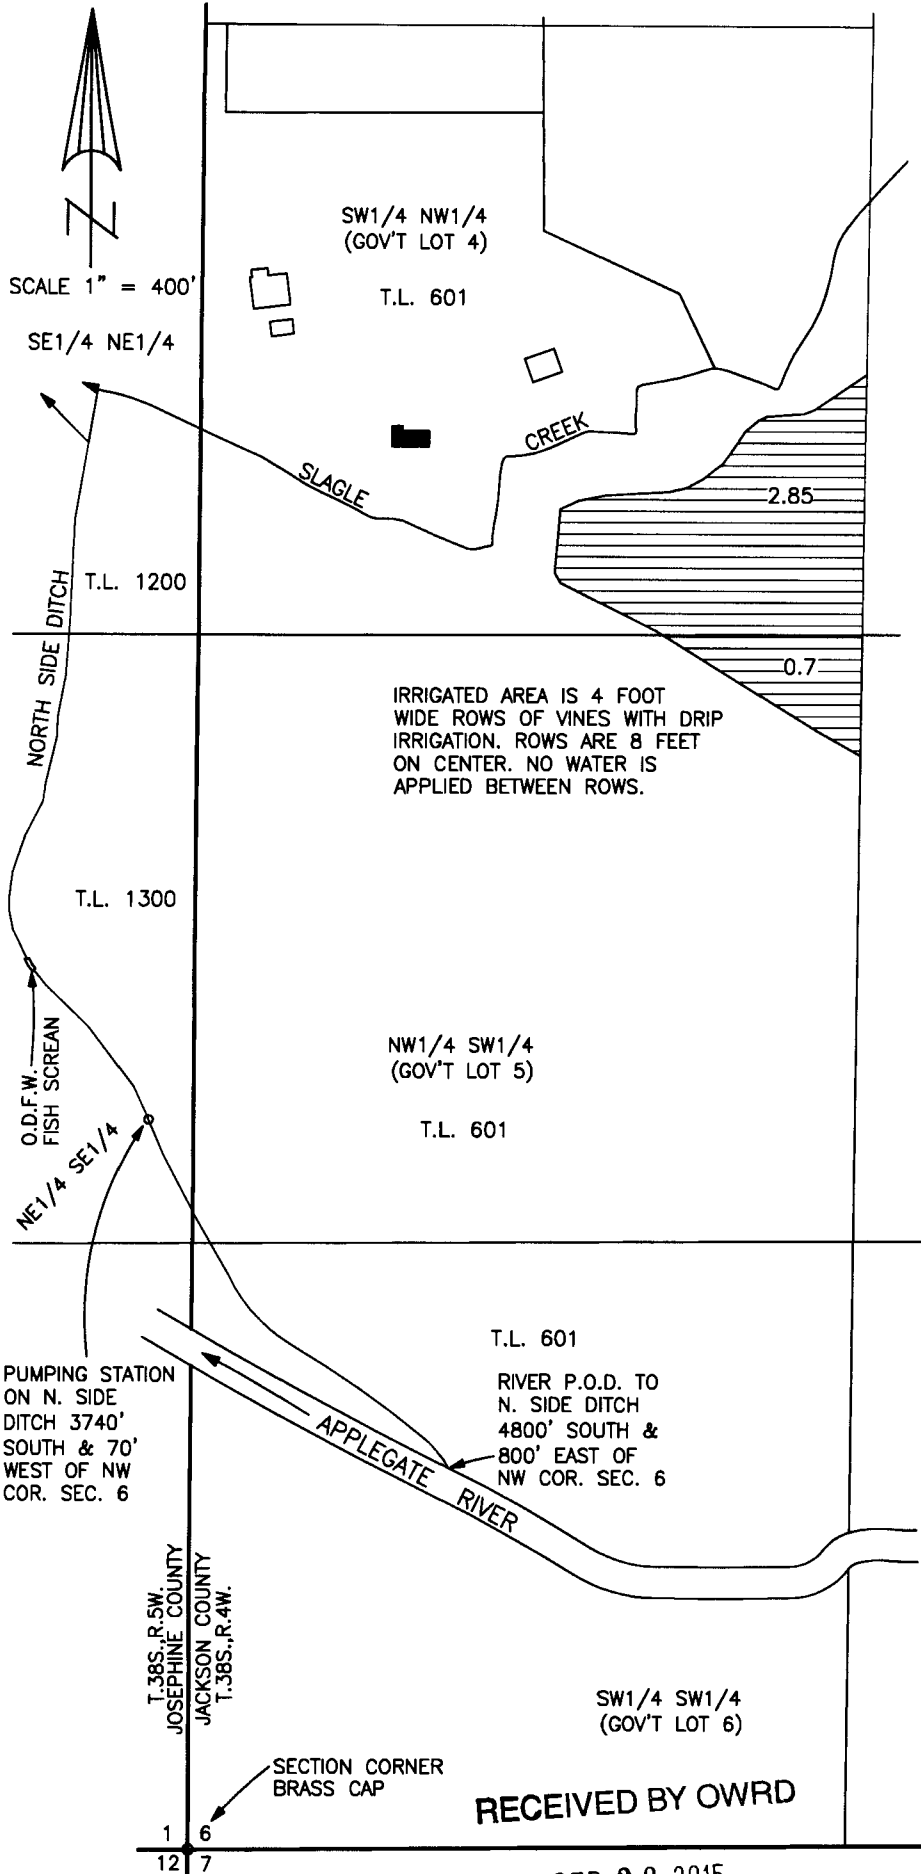 N
SCALE 1" = 400'
SE1/4 NE1/4
SW1/4 NW1/4
(GOV'T LOT 4)
T.L. 601
CREEK
SLAGLE
2.85
T.L. 1200
NORTH SIDE DITCH
0.7
IRRIGATED AREA IS 4 FOOT
WIDE ROWS OF VINES WITH DRIP
IRRIGATION. ROWS ARE 8 FEET
ON CENTER. NO WATER IS
APPLIED BETWEEN ROWS.
T.L. 1300
O.D.F.W.
FISH SCREAN
NW1/4 SW1/4
(GOV'T LOT 5)
T.L. 601
NE1/4 SE1/4
T.L. 601
PUMPING STATION
ON N. SIDE
DITCH 3740'
SOUTH & 70'
WEST OF NW
COR. SEC. 6
RIVER P.O.D. TO
N. SIDE DITCH
4800' SOUTH &
800' EAST OF
NW COR. SEC. 6
APPLEGATE RIVER
T.38S.,R.5W.
JOSEPHINE COUNTY
JACKSON COUNTY
T.38S.,R.4W.
SW1/4 SW1/4
(GOV'T LOT 6)
SECTION CORNER
BRASS CAP
RECEIVED BY OWRD
1 6
12 7